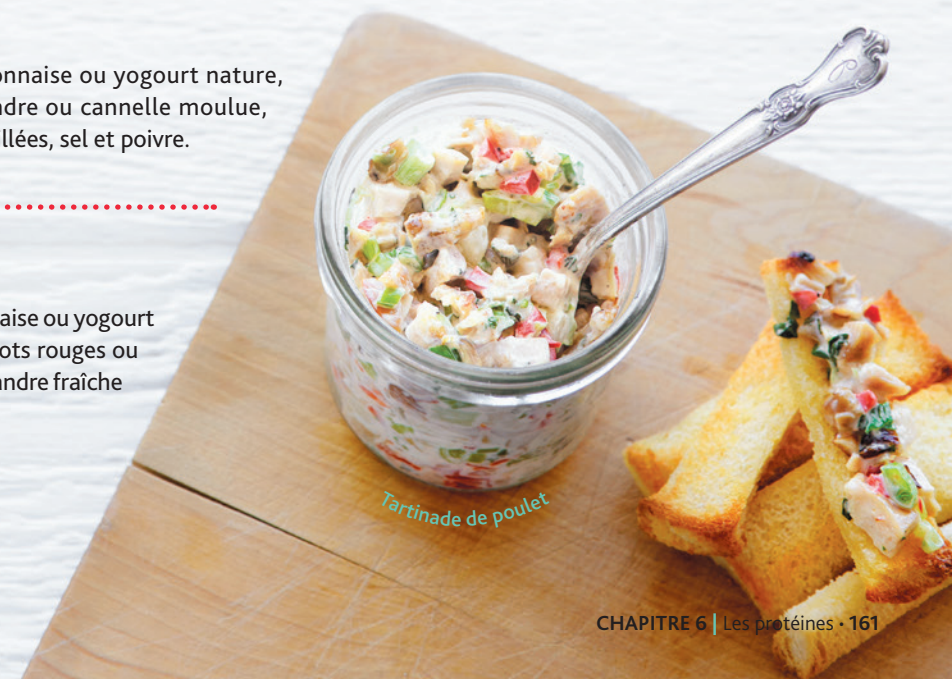 onnaise ou yogourt nature,
ndre ou cannelle moulue,
llées, sel et poivre.
aise ou yogourt
ots rouges ou
andre fraîche
Tartinade de poulet
CHAPITRE 6 | Les protéines • 161